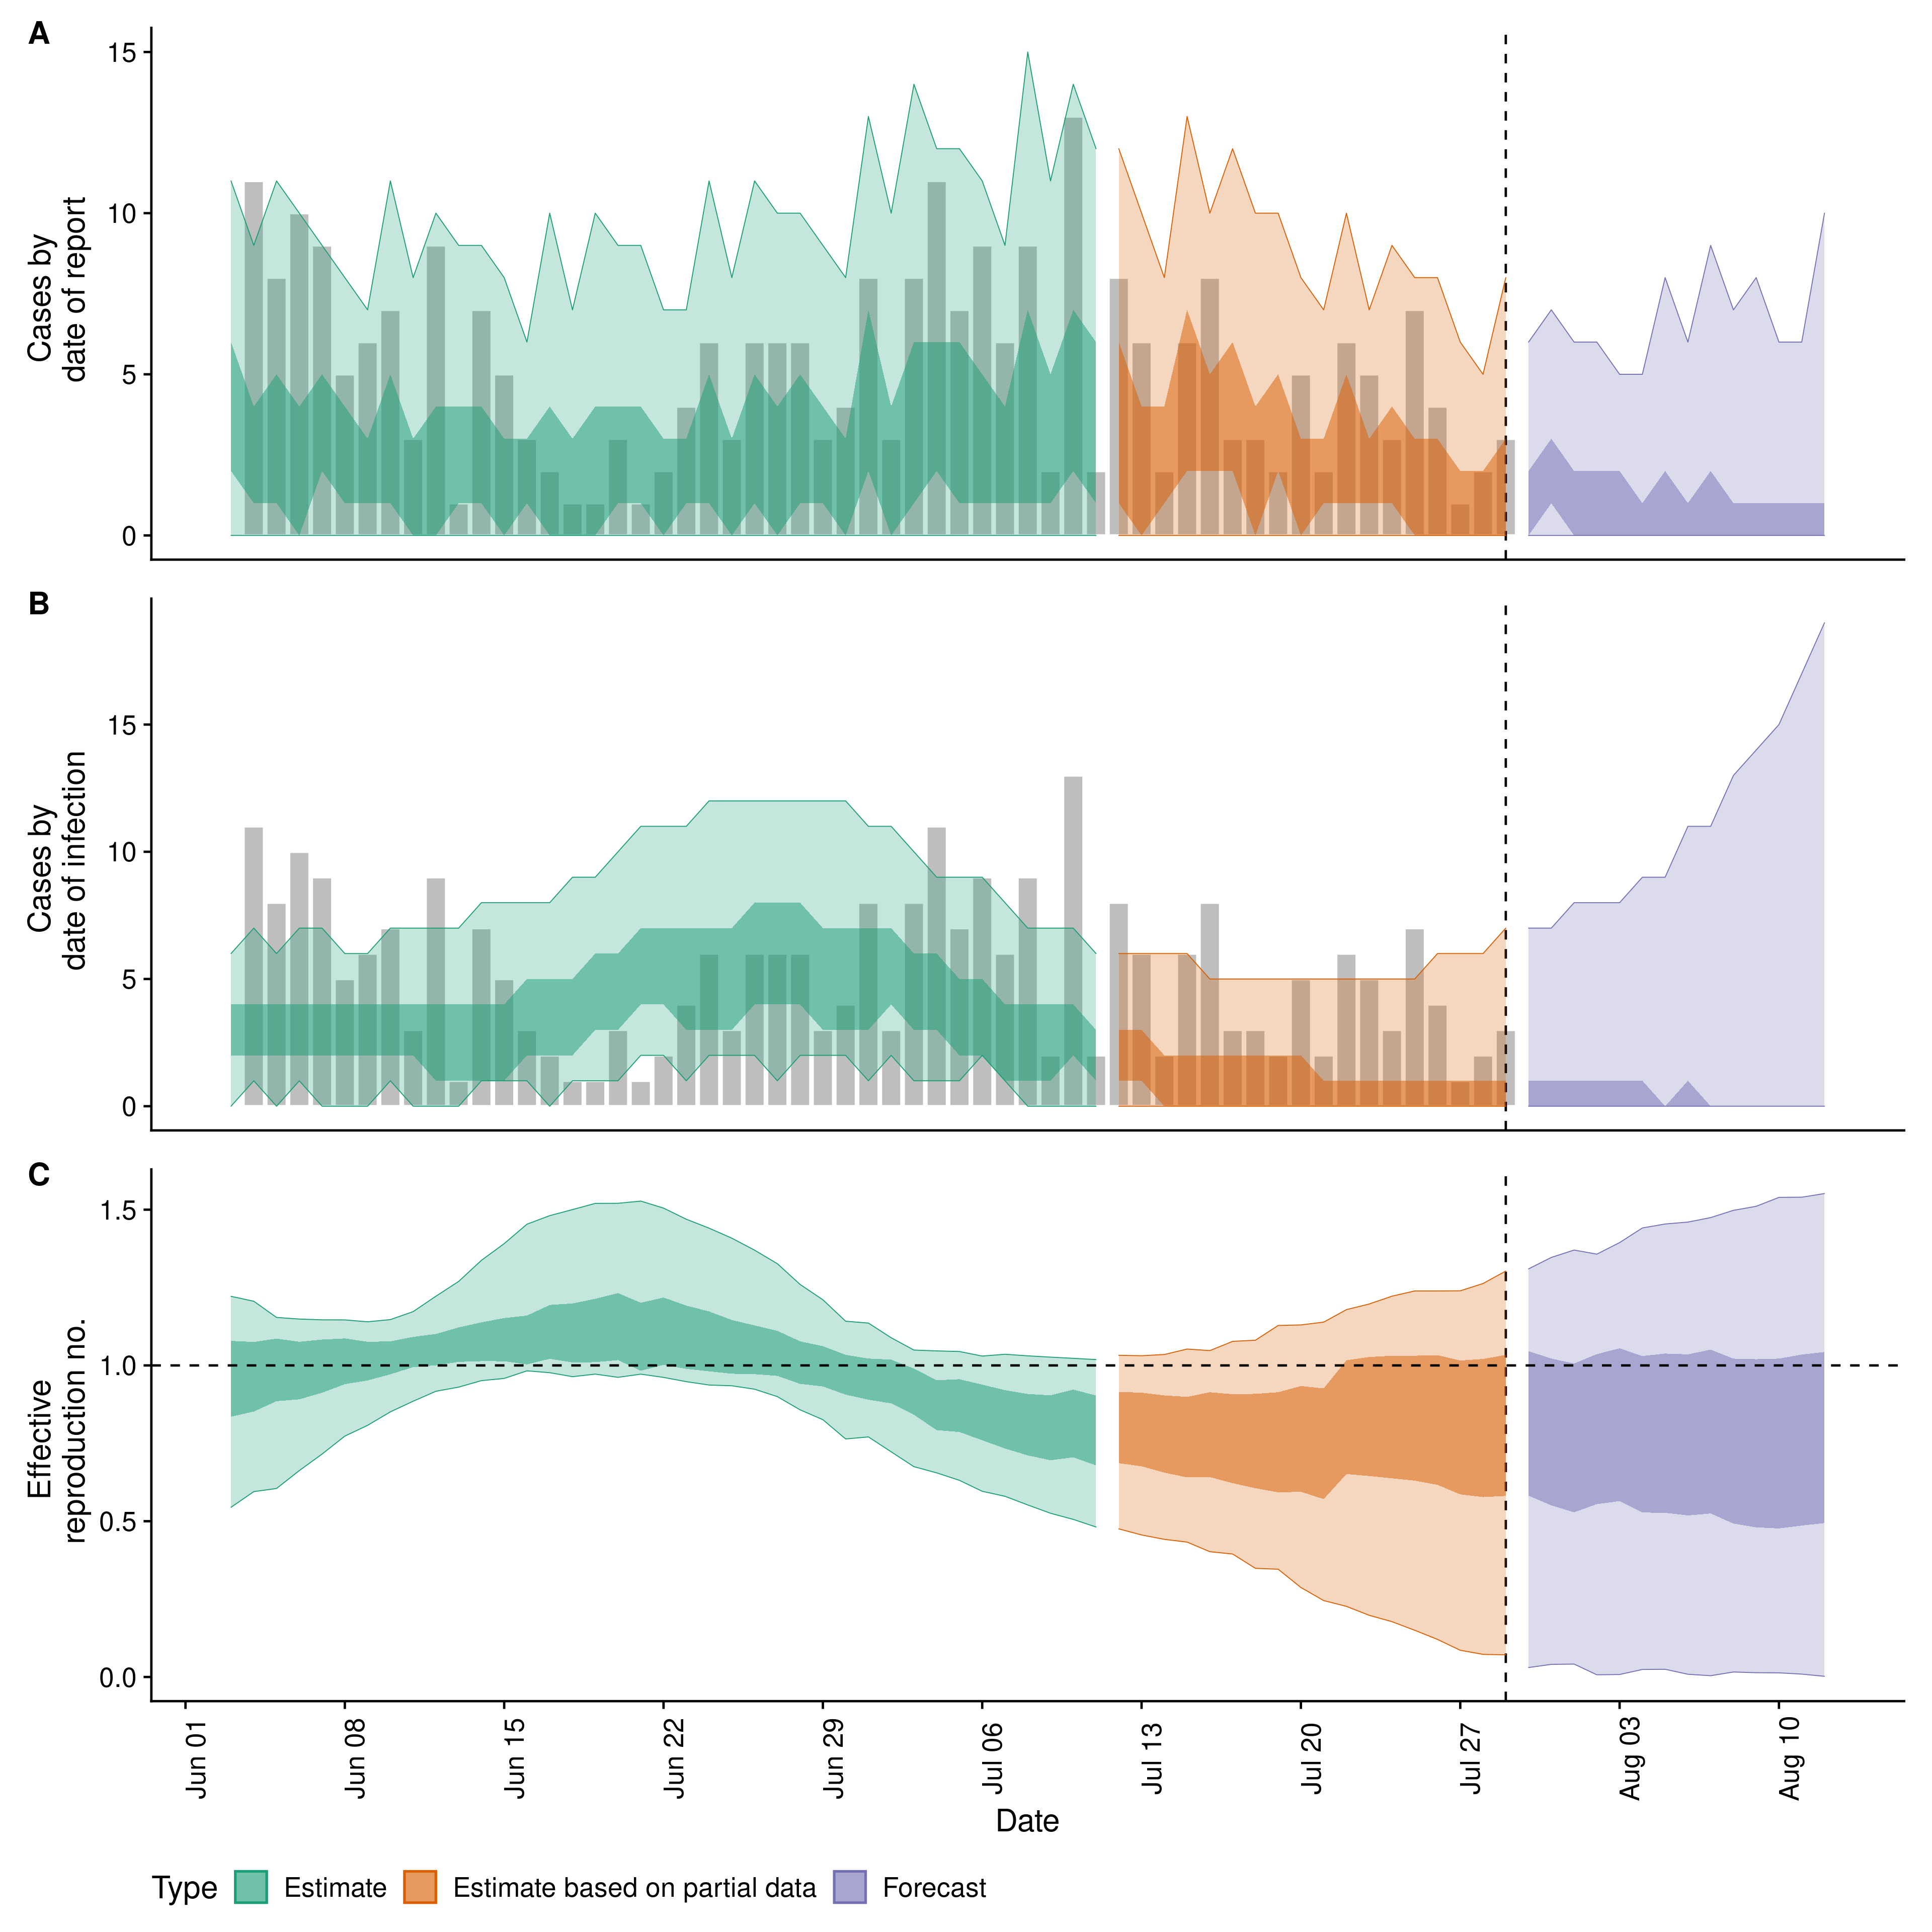 A
15
10
5
0
Cases by
date of report
B
15
10
5
0
Cases by
date of infection
C
1.5
1.0
0.5
0.0
Effective
reproduction no.
Jun 01
Jun 08
Jun 15
Jun 22
Jun 29
Jul 06
Jul 13
Jul 20
Jul 27
Aug 03
Aug 10
Date
Type Estimate Estimate based on partial data Forecast